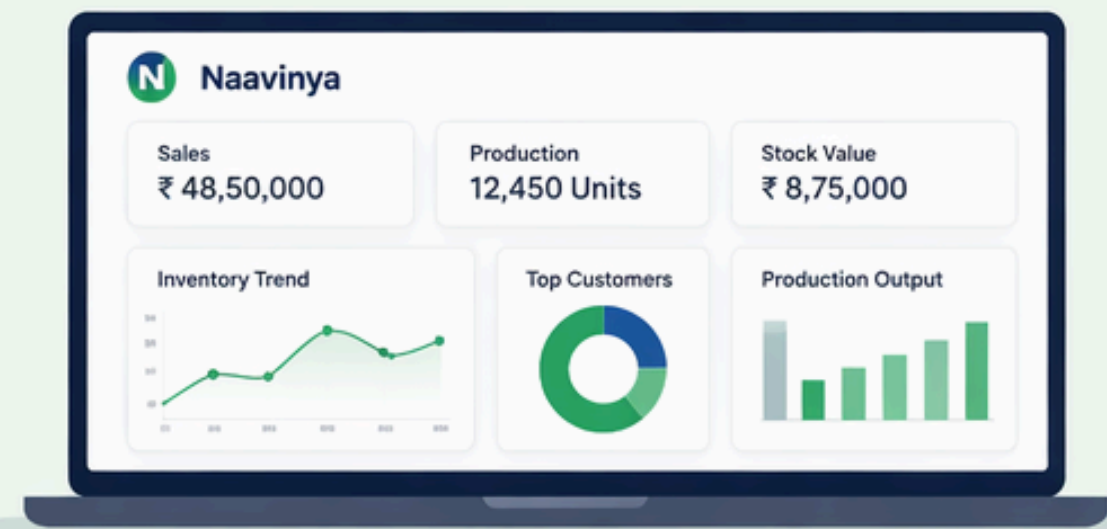 N Naavinya
Sales
₹ 48,50,000
Production
12,450 Units
Stock Value
₹ 8,75,000
Inventory Trend
Top Customers
Production Output